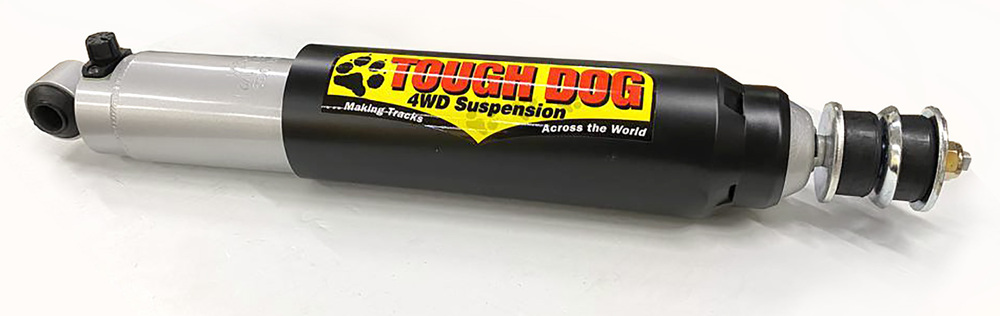 TOUGH DOG
4WD Suspension
Making Tracks
Across the World